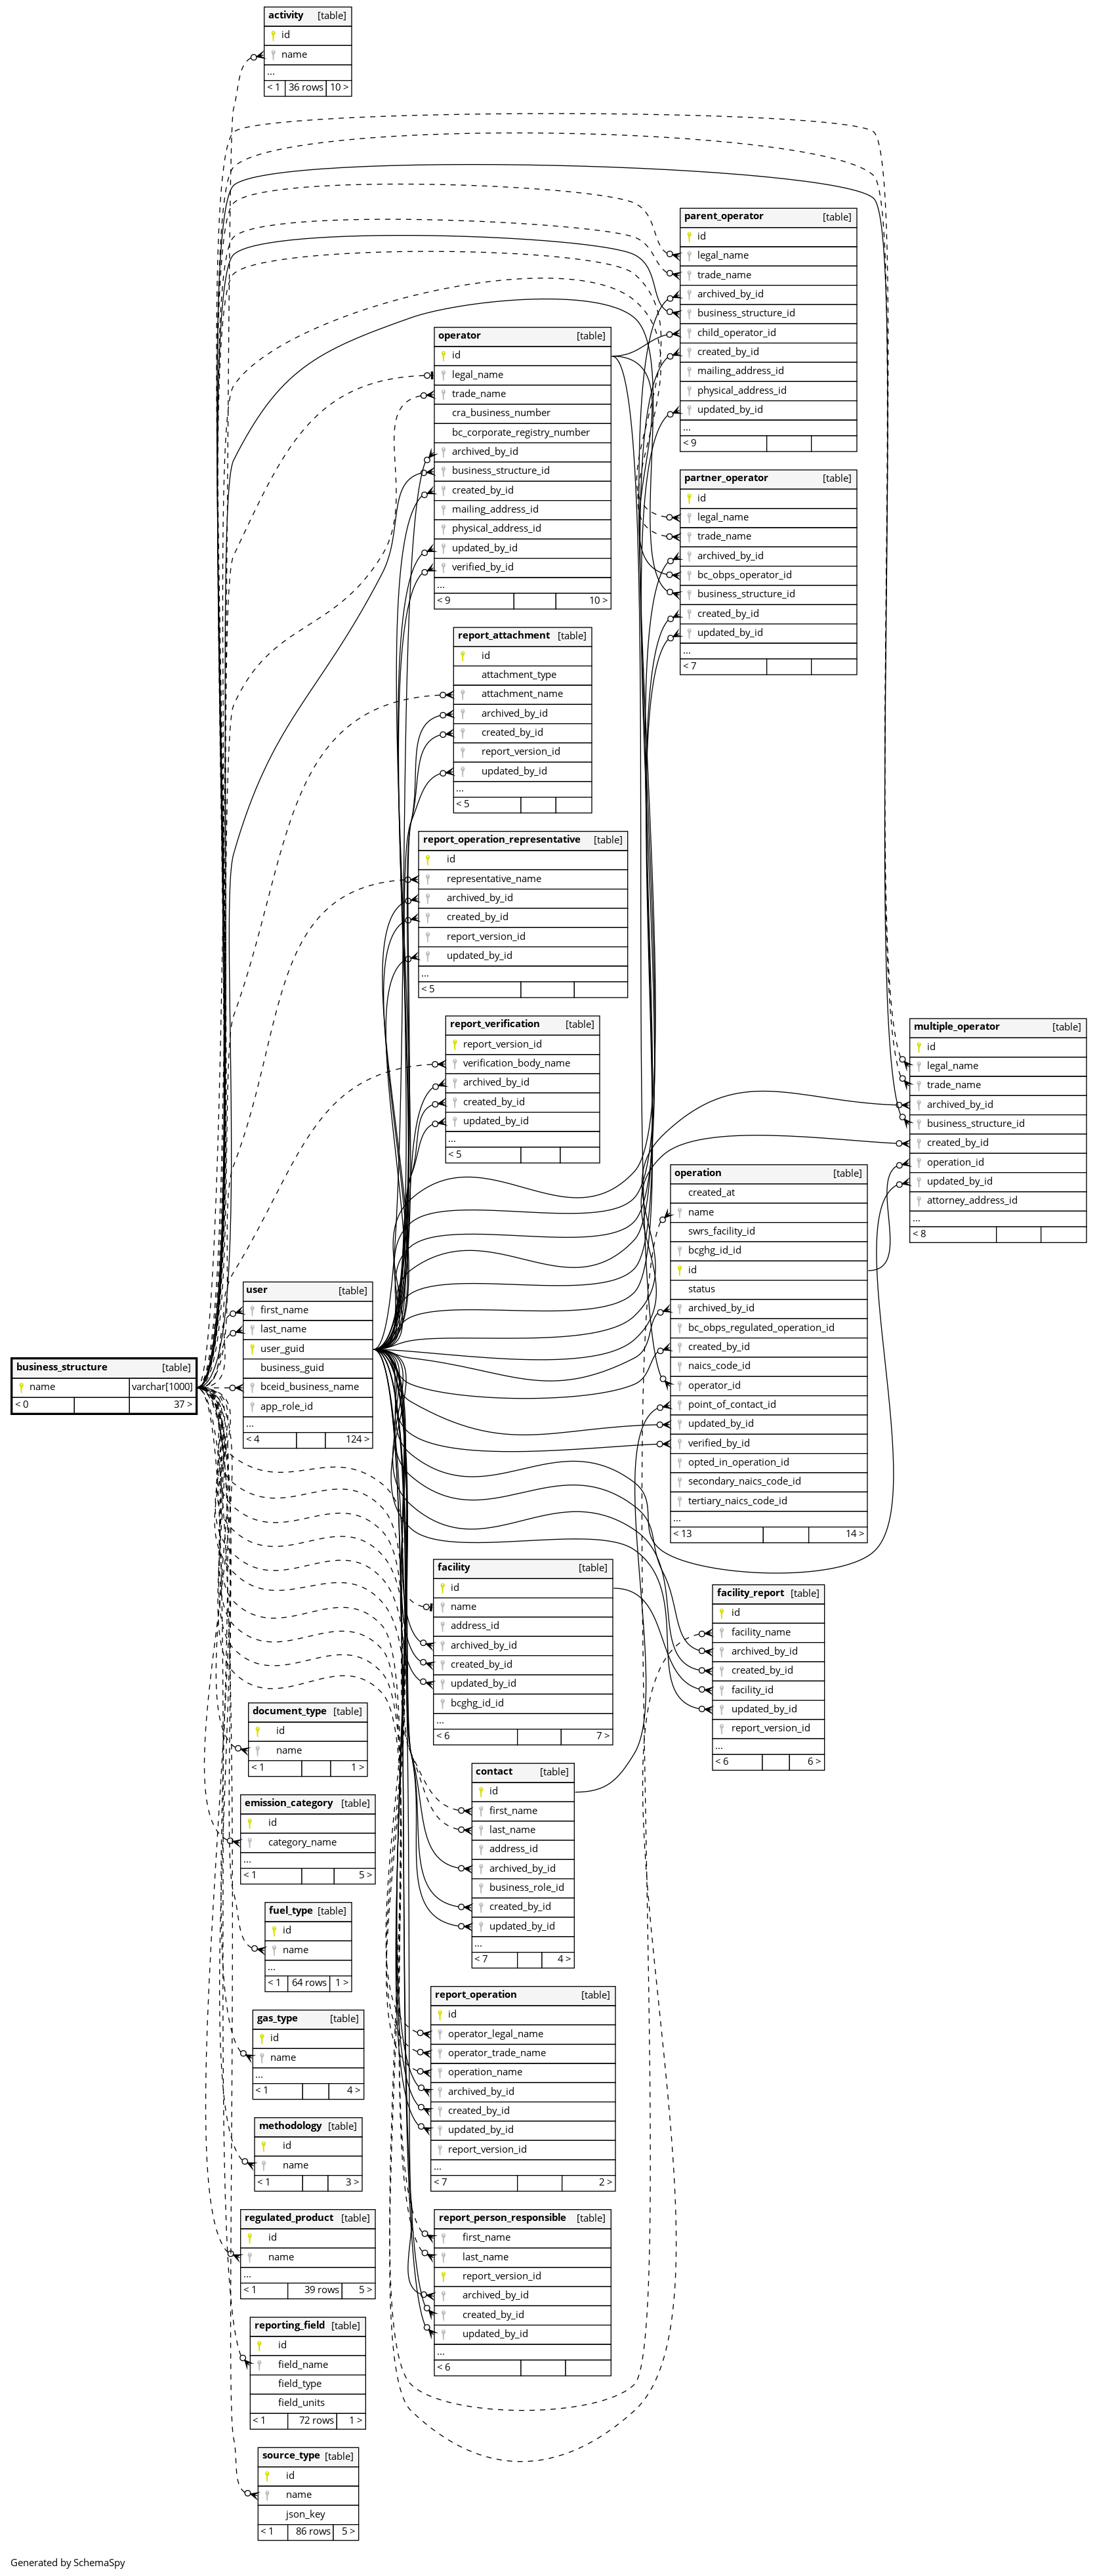 activity [table]
id
name
...
< 1 36 rows 10 >
parent_operator [table]
id
legal_name
trade_name
archived_by_id
business_structure_id
child_operator_id
created_by_id
mailing_address_id
physical_address_id
updated_by_id
...
< 9
operator [table]
id
legal_name
trade_name
cra_business_number
bc_corporate_registry_number
archived_by_id
business_structure_id
created_by_id
mailing_address_id
physical_address_id
updated_by_id
verified_by_id
...
< 9 10 >
partner_operator [table]
id
legal_name
trade_name
archived_by_id
bc_obps_operator_id
business_structure_id
created_by_id
updated_by_id
...
< 7
report_attachment [table]
id
attachment_type
attachment_name
archived_by_id
created_by_id
report_version_id
updated_by_id
...
< 5
report_operation_representative [table]
id
representative_name
archived_by_id
created_by_id
report_version_id
updated_by_id
...
< 5
report_verification [table]
report_version_id
verification_body_name
archived_by_id
created_by_id
updated_by_id
...
< 5
multiple_operator [table]
id
legal_name
trade_name
archived_by_id
business_structure_id
created_by_id
operation_id
updated_by_id
attorney_address_id
...
< 8
operation [table]
created_at
name
swrs_facility_id
bcghg_id_id
id
status
archived_by_id
bc_obps_regulated_operation_id
created_by_id
naics_code_id
operator_id
point_of_contact_id
updated_by_id
verified_by_id
opted_in_operation_id
secondary_naics_code_id
tertiary_naics_code_id
...
< 13 14 >
user [table]
first_name
last_name
user_guid
business_guid
bceid_business_name
app_role_id
...
< 4 124 >
business_structure [table]
name varchar[1000]
< 0 37 >
facility [table]
id
name
address_id
archived_by_id
created_by_id
updated_by_id
bcghg_id_id
...
< 6 7 >
facility_report [table]
id
facility_name
archived_by_id
created_by_id
facility_id
updated_by_id
report_version_id
...
< 6 6 >
document_type [table]
id
name
< 1 1 >
contact [table]
id
first_name
last_name
address_id
archived_by_id
business_role_id
created_by_id
updated_by_id
...
< 7 4 >
emission_category [table]
id
category_name
...
< 1 5 >
fuel_type [table]
id
name
...
< 1 64 rows 1 >
report_operation [table]
id
operator_legal_name
operator_trade_name
operation_name
archived_by_id
created_by_id
updated_by_id
report_version_id
...
< 7 2 >
gas_type [table]
id
name
...
< 1 4 >
methodology [table]
id
name
< 1 3 >
regulated_product [table]
id
name
...
< 1 39 rows 5 >
report_person_responsible [table]
first_name
last_name
report_version_id
archived_by_id
created_by_id
updated_by_id
...
< 6
reporting_field [table]
id
field_name
field_type
field_units
< 1 72 rows 1 >
source_type [table]
id
name
json_key
< 1 86 rows 5 >
Generated by SchemaSpy